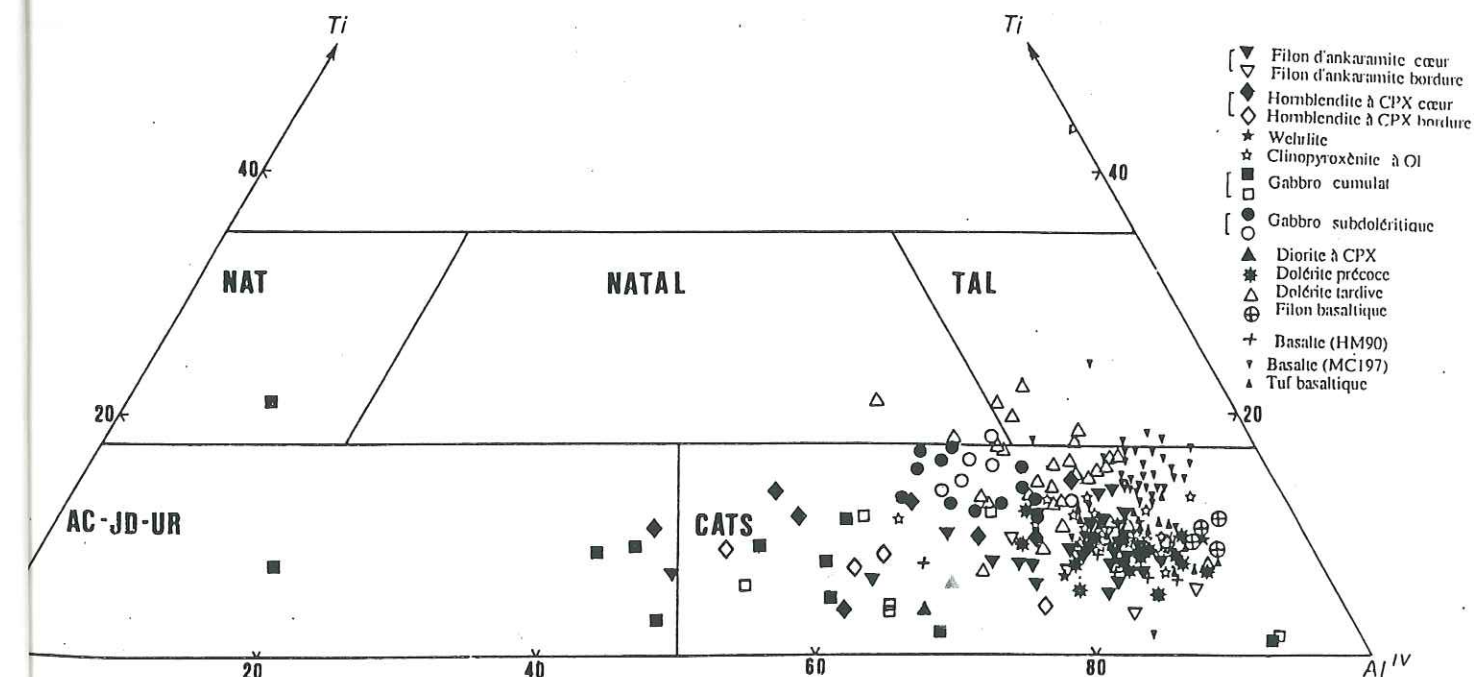 Ti
Ti
Filon d'ankaramite cœur
Filon d'ankaramite bordure
Hornblendite à CPX cœur
Hornblendite à CPX bordure
Wehrlite
Clinopyroxènite à Ol
Gabbro cumulat
Gabbro subdoléritique
Diorite à CPX
Dolérite précoce
Dolérite tardive
Filon basaltique
Basalte (HM90)
Basalte (MC197)
Tuf basaltique
40
40
NAT
NATAL
TAL
20
20
AC-JD-UR
CATS
20
40
60
80
Al IV